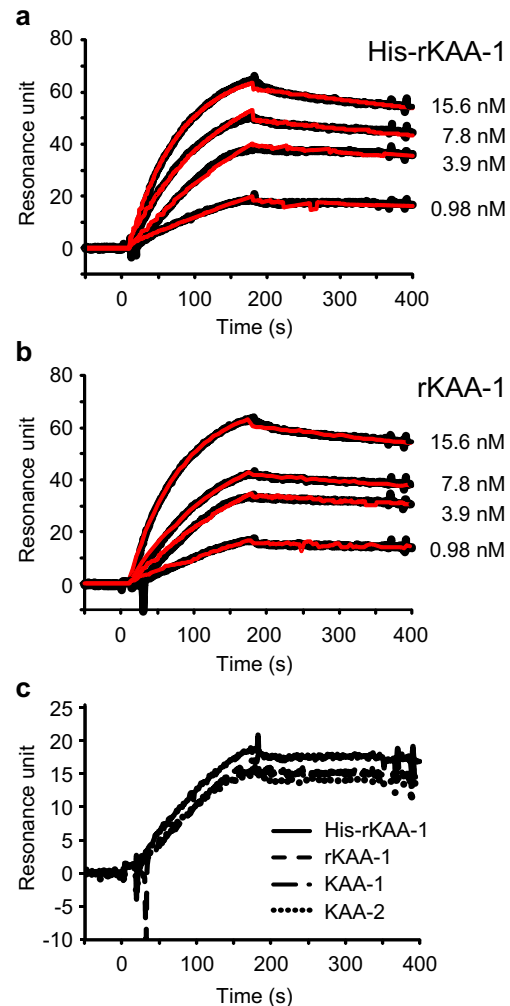 a
His-rKAA-1
80
60
40
20
0
Resonance unit
15.6 nM
7.8 nM
3.9 nM
0.98 nM
0 100 200 300 400
Time (s)
b
rKAA-1
80
60
40
20
0
Resonance unit
15.6 nM
7.8 nM
3.9 nM
0.98 nM
0 100 200 300 400
Time (s)
c
25
20
15
10
5
0
-5
-10
Resonance unit
His-rKAA-1
rKAA-1
KAA-1
KAA-2
0 100 200 300 400
Time (s)